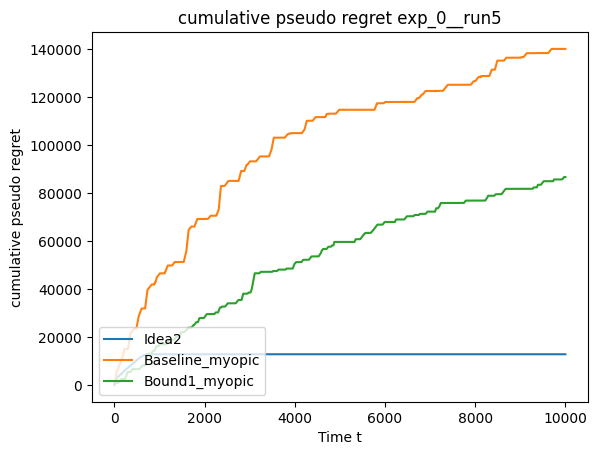 cumulative pseudo regret exp_0__run5
cumulative pseudo regret
140000
120000
100000
80000
60000
40000
20000
0
Idea2
Baseline_myopic
Bound1_myopic
0
2000
4000
6000
8000
10000
Time t